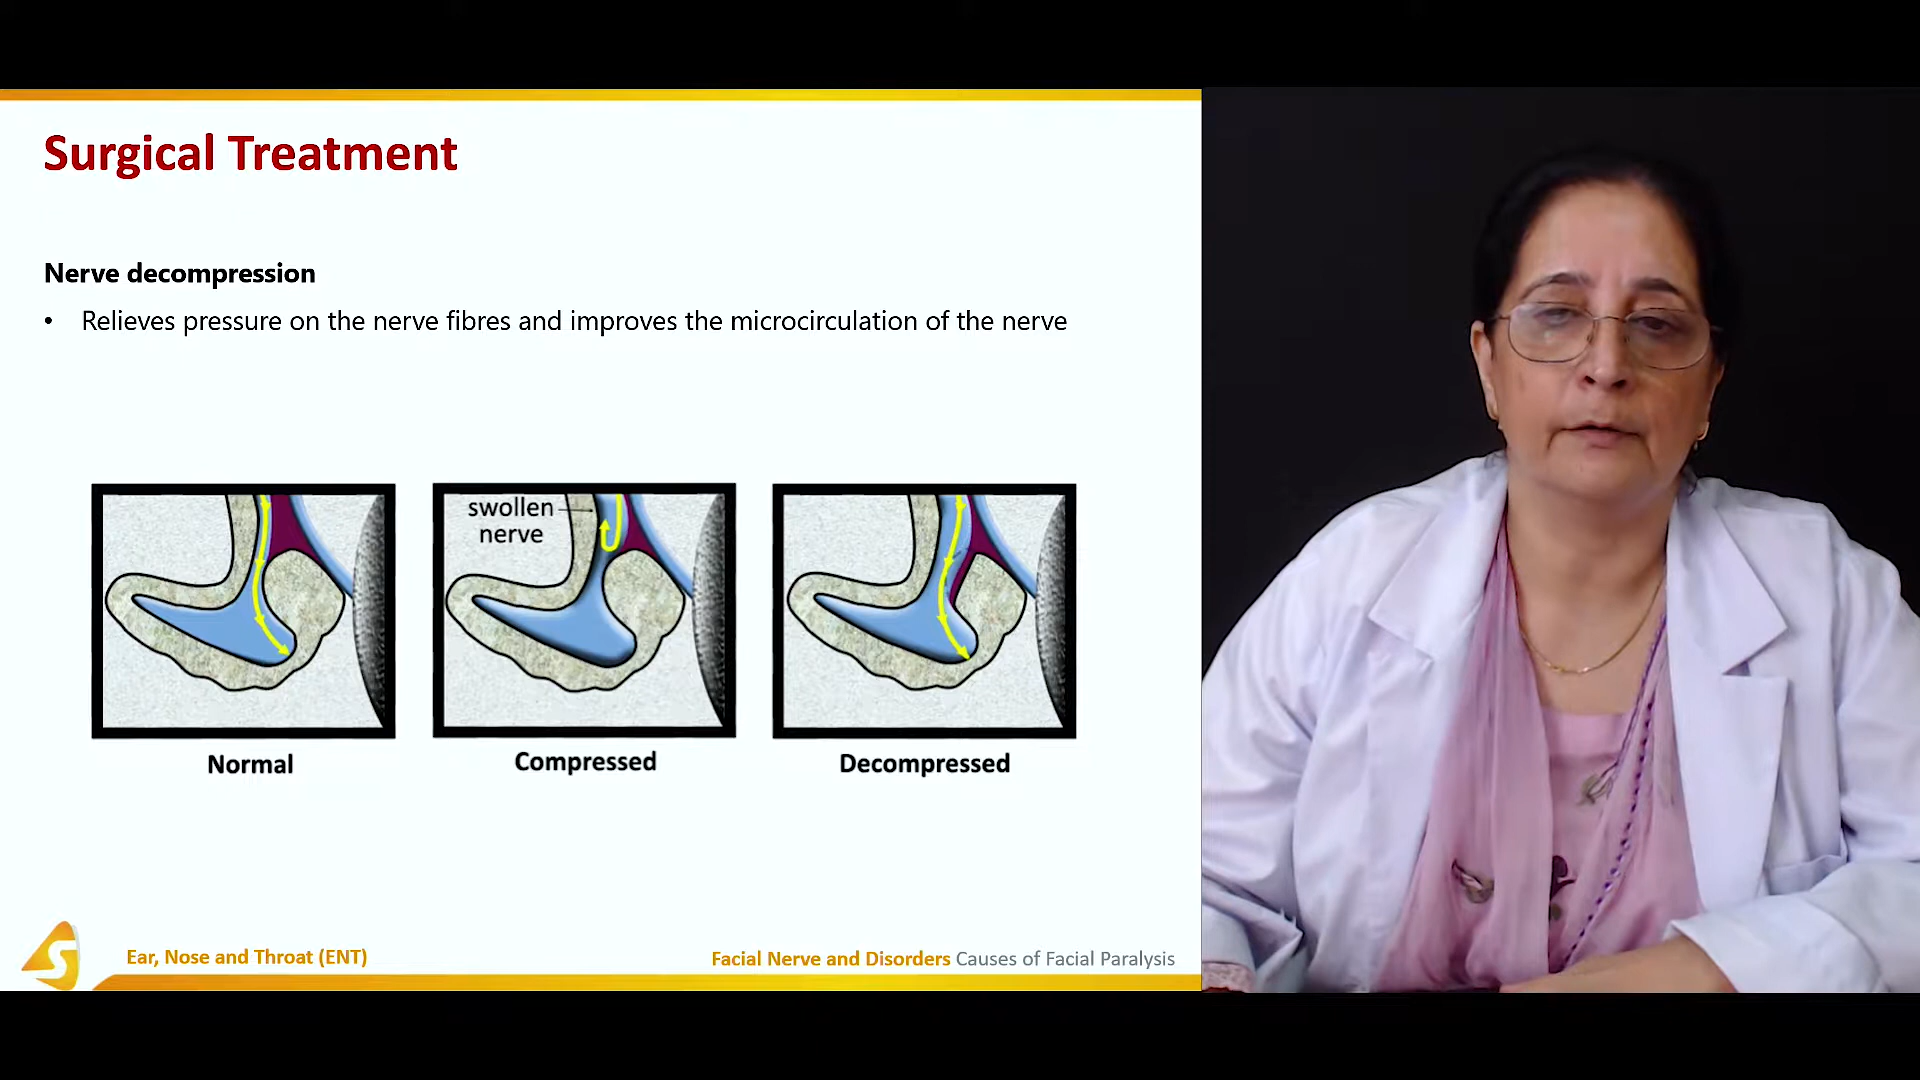 Surgical Treatment
Nerve decompression
• Relieves pressure on the nerve fibres and improves the microcirculation of the nerve
swollen
nerve
Normal
Compressed
Decompressed
Ear, Nose and Throat (ENT)
Facial Nerve and Disorders Causes of Facial Paralysis